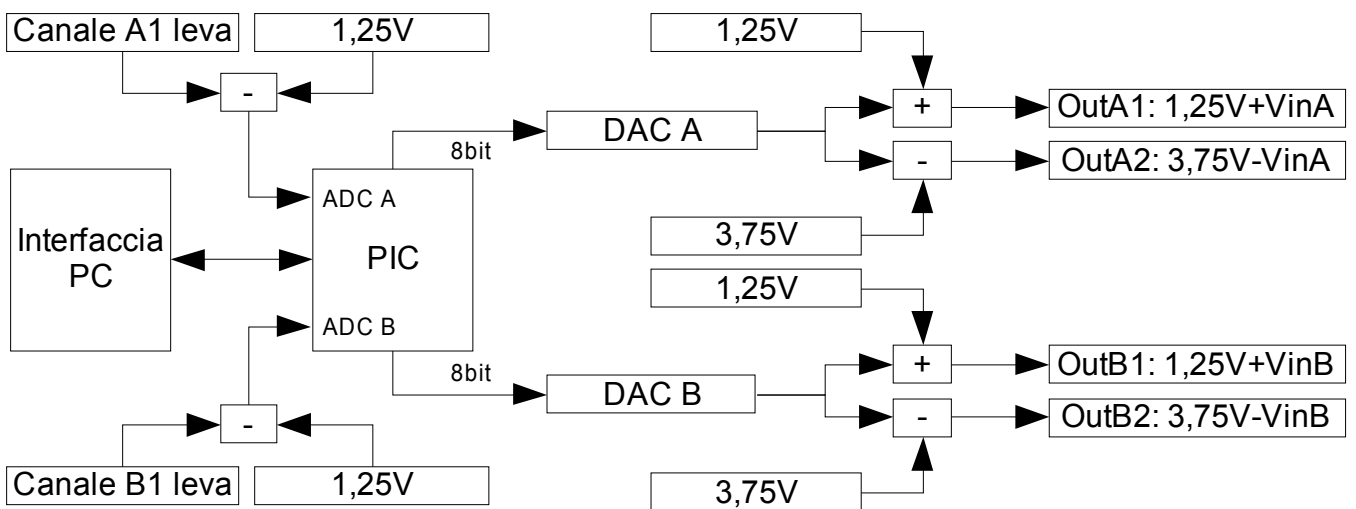 Canale A1 leva
1,25V
1,25V
-
+
OutA1: 1,25V+VinA
8bit
DAC A
-
OutA2: 3,75V-VinA
ADC A
Interfaccia
PC
PIC
3,75V
1,25V
ADC B
8bit
DAC B
+
OutB1: 1,25V+VinB
-
-
OutB2: 3,75V-VinB
Canale B1 leva
1,25V
3,75V